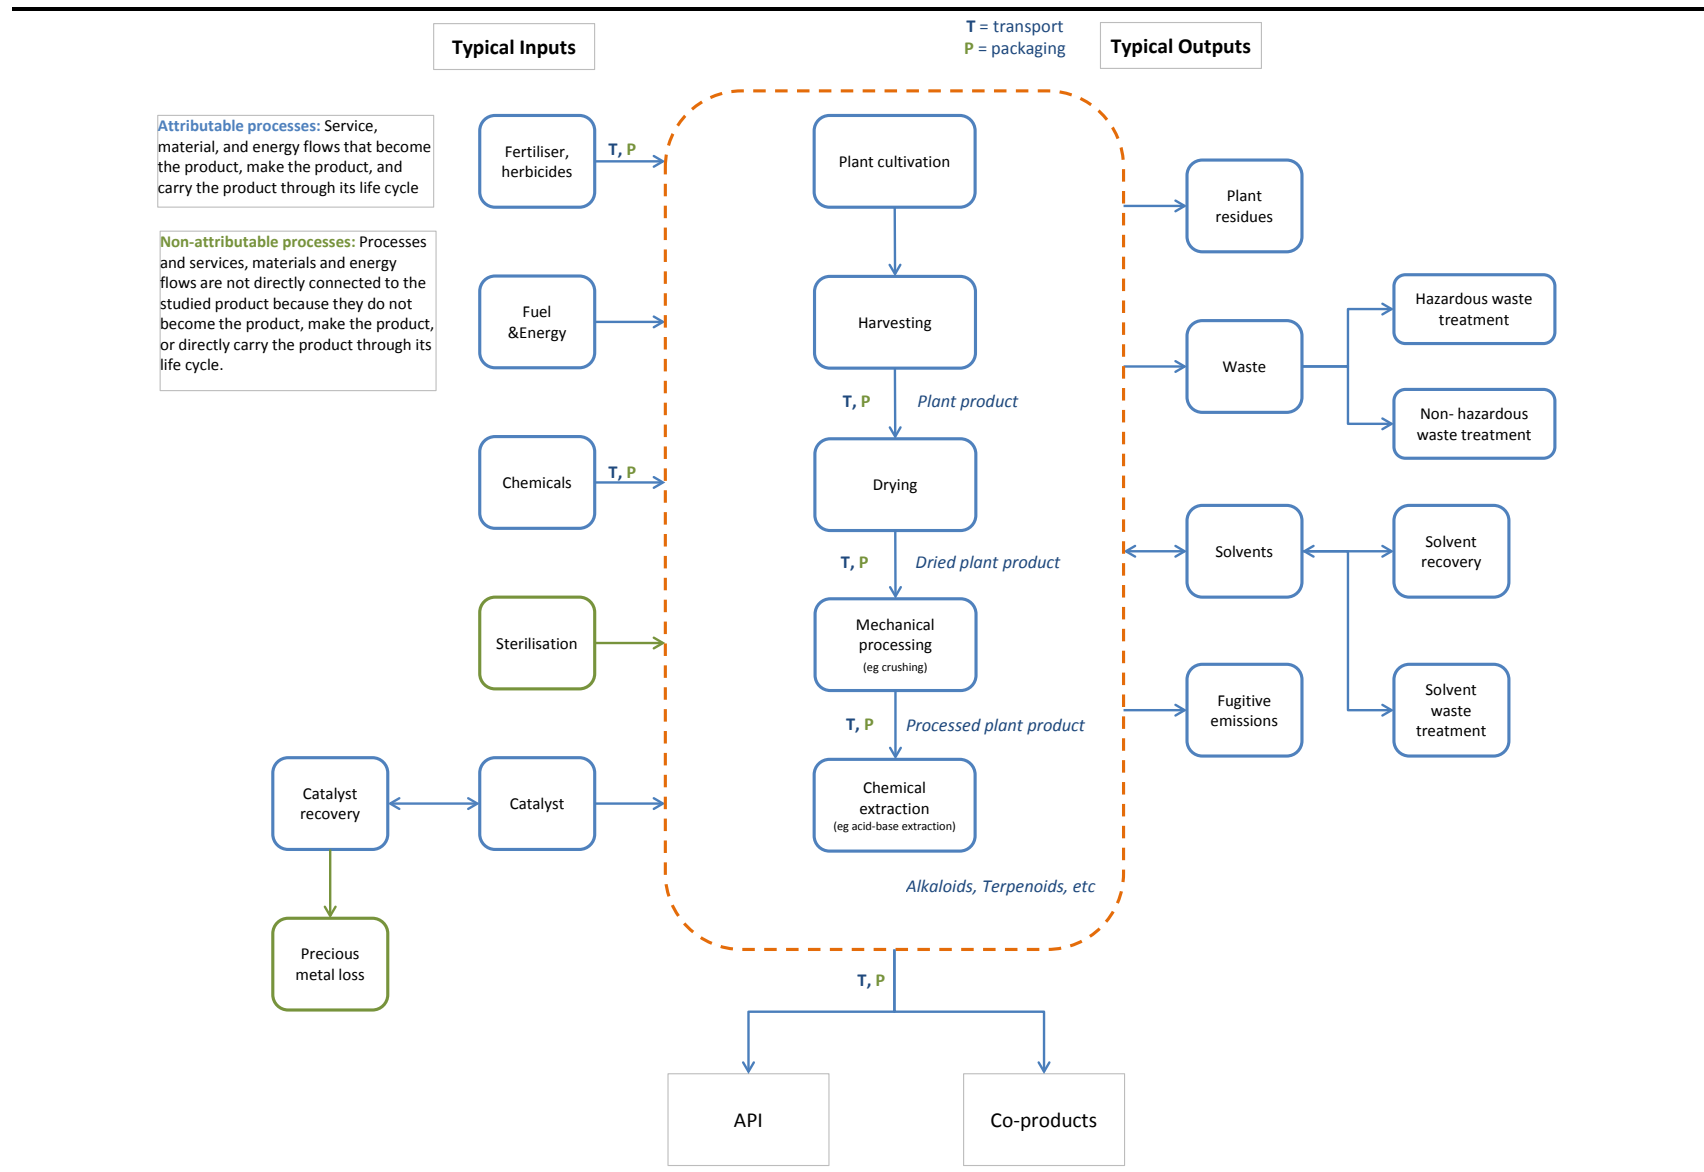 Typical Inputs
T = transport
P = packaging
Typical Outputs
Attributable processes: Service,
material, and energy flows that become
the product, make the product, and
carry the product through its life cycle
Non-attributable processes: Processes
and services, materials and energy
flows are not directly connected to the
studied product because they do not
become the product, make the product,
or directly carry the product through its
life cycle.
Fertiliser,
herbicides
T, P
Fuel
&Energy
Chemicals
T, P
Sterilisation
Catalyst
recovery
Catalyst
Precious
metal loss
Plant cultivation
Harvesting
T, P
Plant product
Drying
T, P
Dried plant product
Mechanical
processing
(eg crushing)
T, P
Processed plant product
Chemical
extraction
(eg acid-base extraction)
Alkaloids, Terpenoids, etc
T, P
API
Co-products
Plant
residues
Waste
Hazardous waste
treatment
Non- hazardous
waste treatment
Solvents
Solvent
recovery
Fugitive
emissions
Solvent
waste
treatment